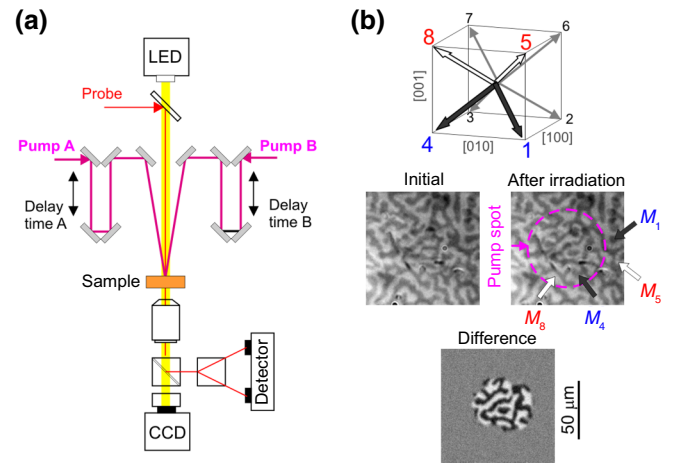 (a)
LED
Probe
Pump A
Pump B
Delay
time A
Delay
time B
Sample
Detector
CCD
(b)
7
6
8
5
[001]
3
2
4
[010]
1
[100]
Initial
After irradiation
Pump spot
M1
M5
M8
M4
Difference
50 μm